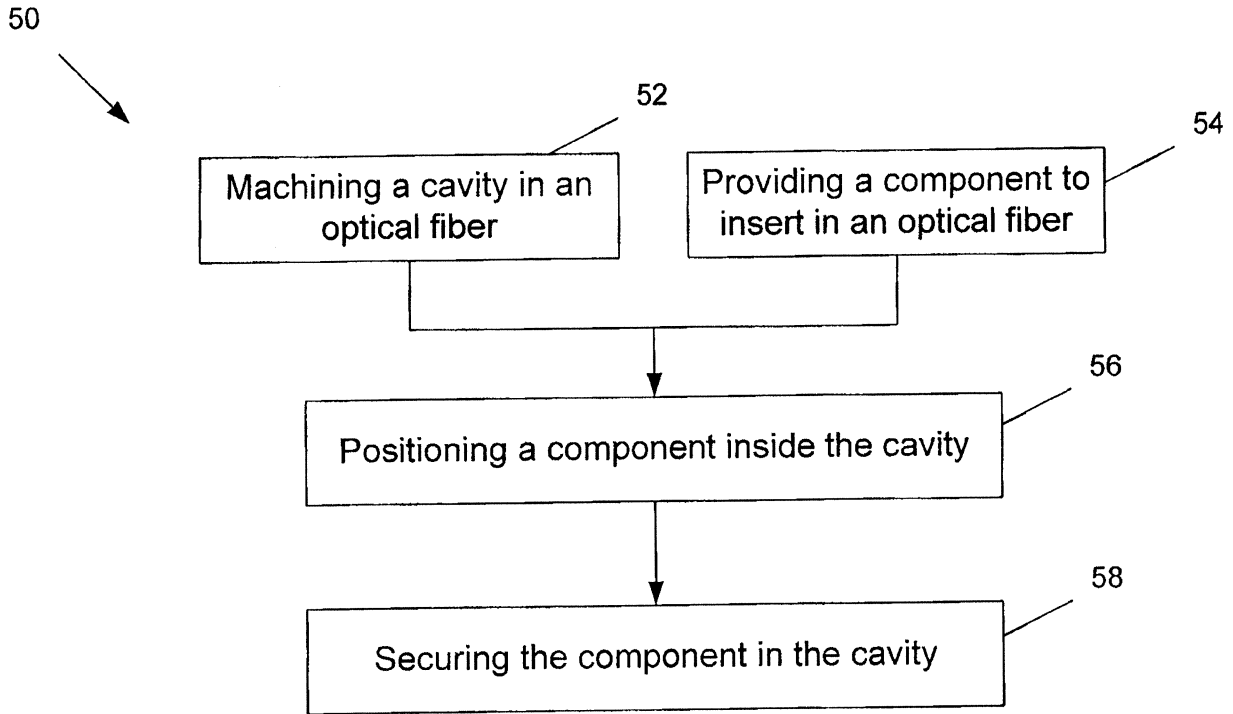 50
52
54
Machining a cavity in an
optical fiber
Providing a component to
insert in an optical fiber
56
Positioning a component inside the cavity
58
Securing the component in the cavity